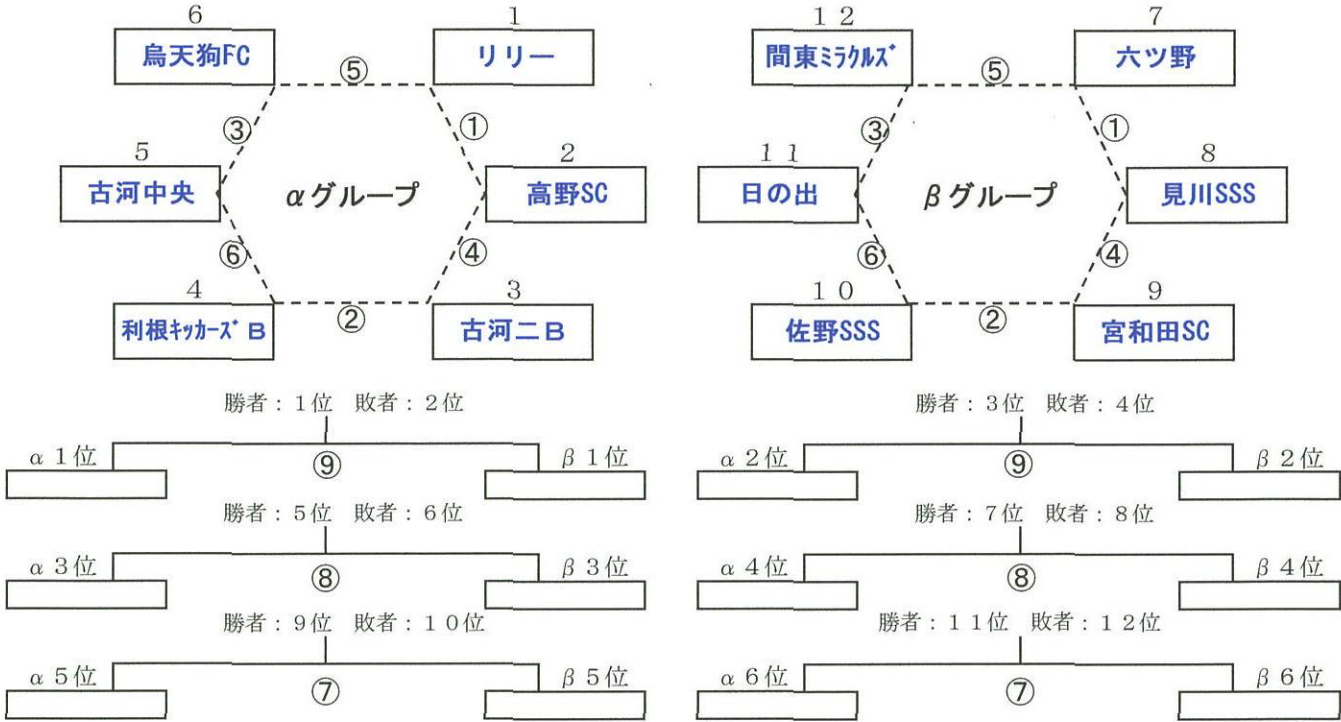 6 1 12 7
烏天狗FC リリー 間東ミラクルズ 六ツ野
⑤ ⑤
③ ① ③ ①
5 2 11 8
古河中央 αグループ 高野SC 日の出 βグループ 見川SSS
⑥ ④ ⑥ ④
4 3 10 9
利根キッカーズB ② 古河二B 佐野SSS ② 宮和田SC
勝者:1位 敗者:2位 勝者:3位 敗者:4位
α1位 ⑨ β1位 α2位 ⑨ β2位
勝者:5位 敗者:6位 勝者:7位 敗者:8位
α3位 ⑧ β3位 α4位 ⑧ β4位
勝者:9位 敗者:10位 勝者:11位 敗者:12位
α5位 ⑦ β5位 α6位 ⑦ β6位